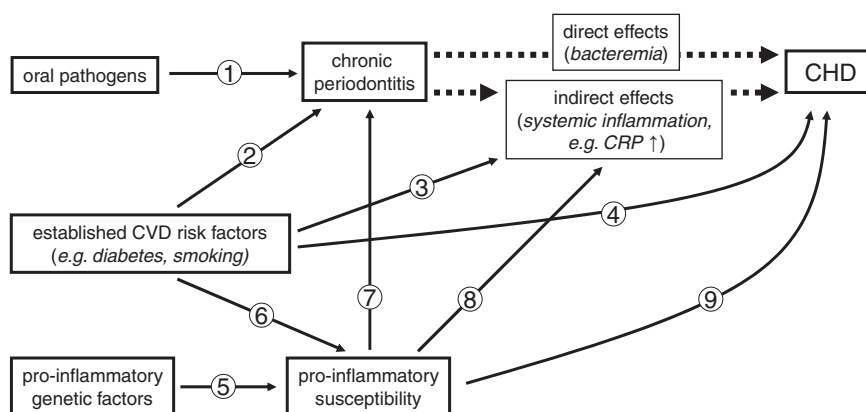 direct effects
(bacteremia)
oral pathogens
1
chronic
periodontitis
CHD
indirect effects
(systemic inflammation,
e.g. CRP ↑)
2
3
4
established CVD risk factors
(e.g. diabetes, smoking)
6
7
8
9
pro-inflammatory
genetic factors
5
pro-inflammatory
susceptibility